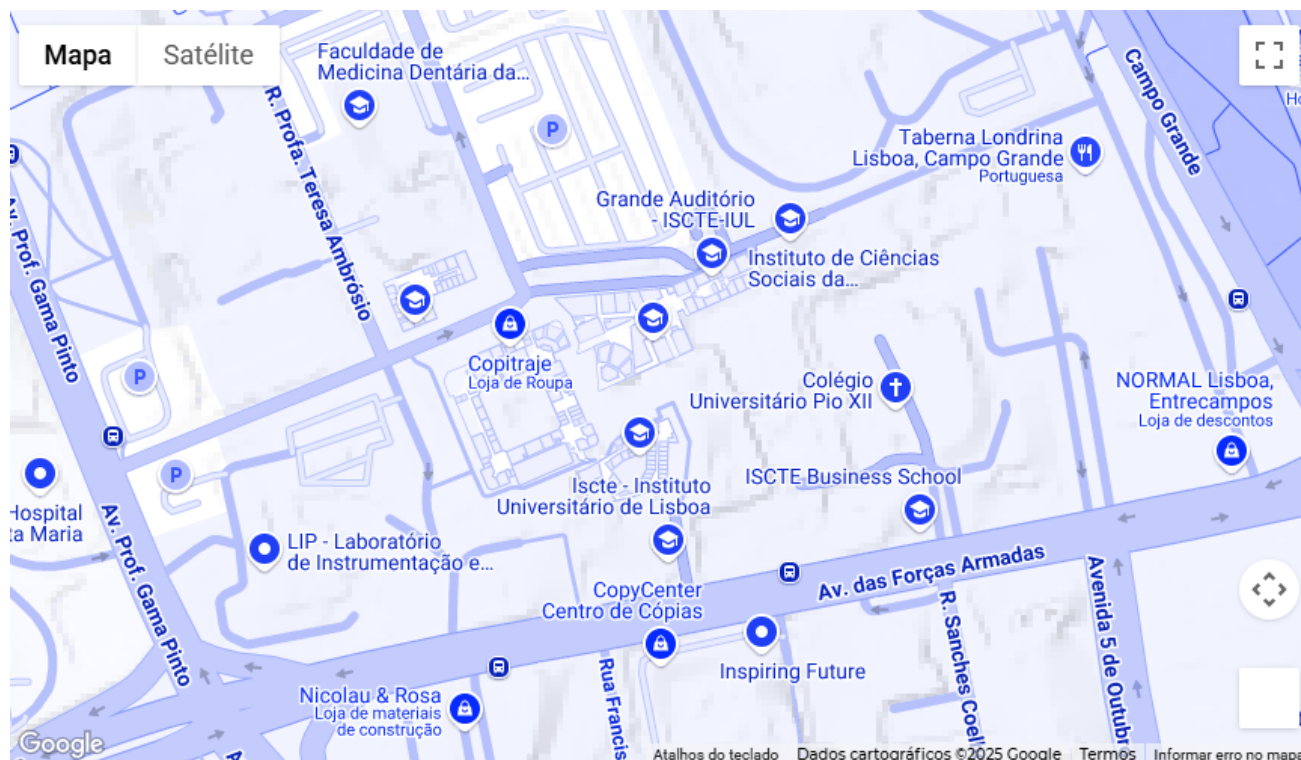 Mapa
Satélite
Faculdade de
Medicina Dentária da...
P
Campo Grande
R. Profa. Teresa Ambrósio
Taberna Londrina
Lisboa, Campo Grande
Portuguesa
Grande Auditório
- ISCTE-IUL
Instituto de Ciências
Sociais da...
Av. Prof. Gama Pinto
P
Copitraje
Loja de Roupa
Colégio
Universitário Pio XII
NORMAL Lisboa,
Entrecampos
Loja de descontos
P
ISCTE Business School
Iscte - Instituto
Universitário de Lisboa
Hospital
ta Maria
LIP - Laboratório
de Instrumentação e...
Av. Prof. Gama Pinto
Av. das Forças Armadas
CopyCenter
Centro de Cópias
Avenida 5 de Outubro
R. Sanches Coell
Inspiring Future
Rua Francis
Nicolau & Rosa
Loja de materiais
de construção
Google
Atalhos do teclado
Dados cartográficos ©2025 Google
Termos
Informar erro no mapa